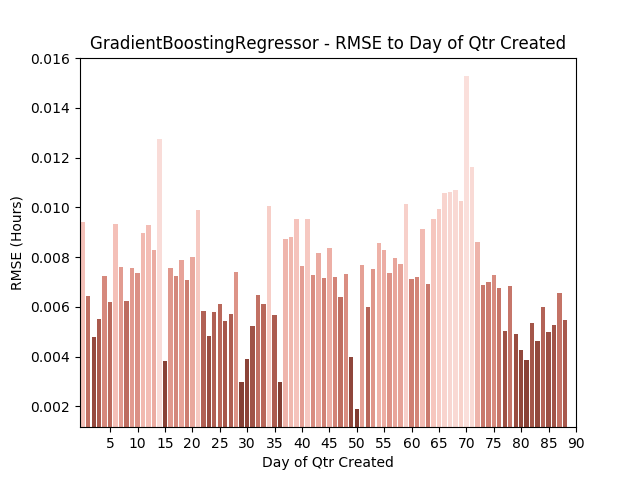 GradientBoostingRegressor - RMSE to Day of Qtr Created
0.016
0.014
0.012
0.010
0.008
0.006
0.004
0.002
RMSE (Hours)
5 10 15 20 25 30 35 40 45 50 55 60 65 70 75 80 85 90
Day of Qtr Created